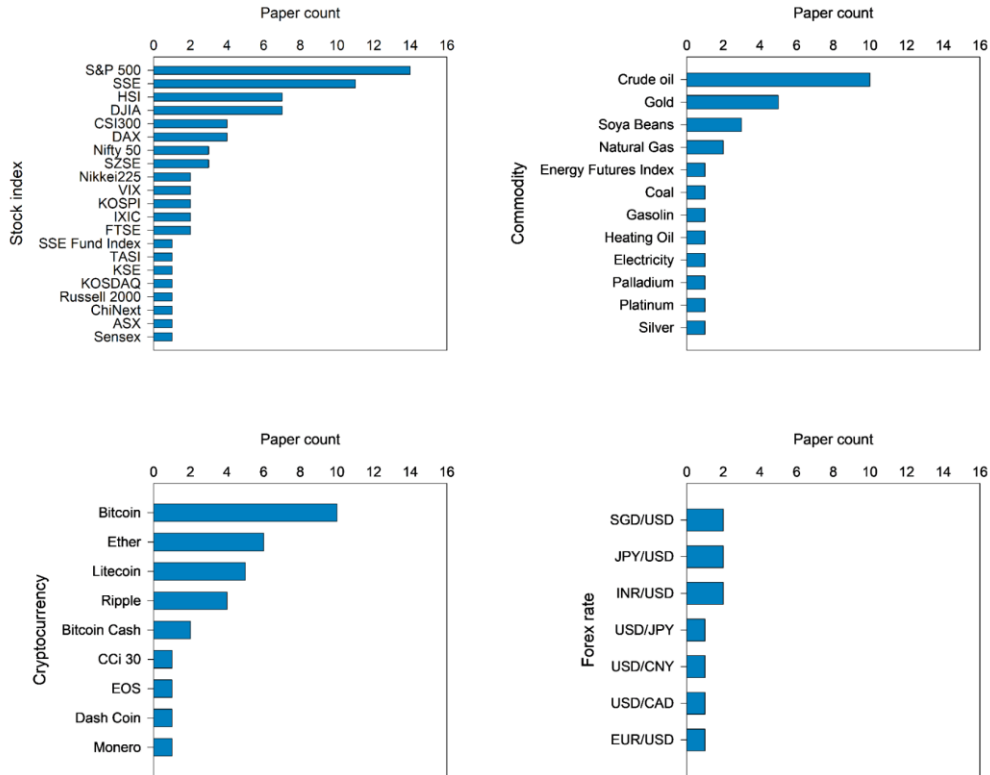 Paper count
0 2 4 6 8 10 12 14 16
Stock index
S&P 500
SSE
HSI
DJIA
CSI300
DAX
Nifty 50
SZSE
Nikkei225
VIX
KOSPI
IXIC
FTSE
SSE Fund Index
TASI
KSE
KOSDAQ
Russell 2000
ChiNext
ASX
Sensex
Paper count
0 2 4 6 8 10 12 14 16
Commodity
Crude oil
Gold
Soya Beans
Natural Gas
Energy Futures Index
Coal
Gasolin
Heating Oil
Electricity
Palladium
Platinum
Silver
Paper count
0 2 4 6 8 10 12 14 16
Cryptocurrency
Bitcoin
Ether
Litecoin
Ripple
Bitcoin Cash
CCi 30
EOS
Dash Coin
Monero
Paper count
0 2 4 6 8 10 12 14 16
Forex rate
SGD/USD
JPY/USD
INR/USD
USD/JPY
USD/CNY
USD/CAD
EUR/USD